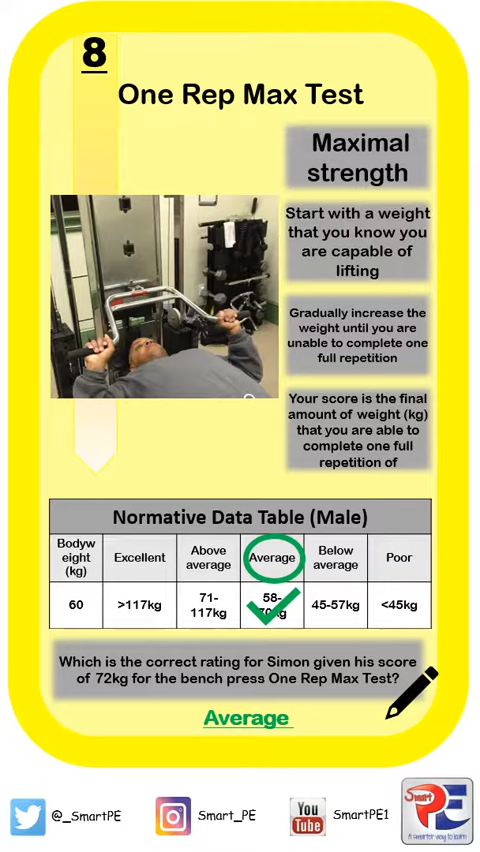 8
One Rep Max Test
Maximal
strength
Start with a weight
that you know you
are capable of
lifting
Gradually increase the
weight until you are
unable to complete one
full repetition
Your score is the final
amount of weight (kg)
that you are able to
complete one full
repetition of
Normative Data Table (Male)
Bodyw
eight
(kg)
Excellent
Above
average
Average
Below
average
Poor
60
>117kg
71-
117kg
58-
70kg
45-57kg
<45kg
Which is the correct rating for Simon given his score
of 72kg for the bench press One Rep Max Test?
Average
@_SmartPE
Smart_PE
You
Tube
SmartPE1
Smart
PE
A smarter way to learn